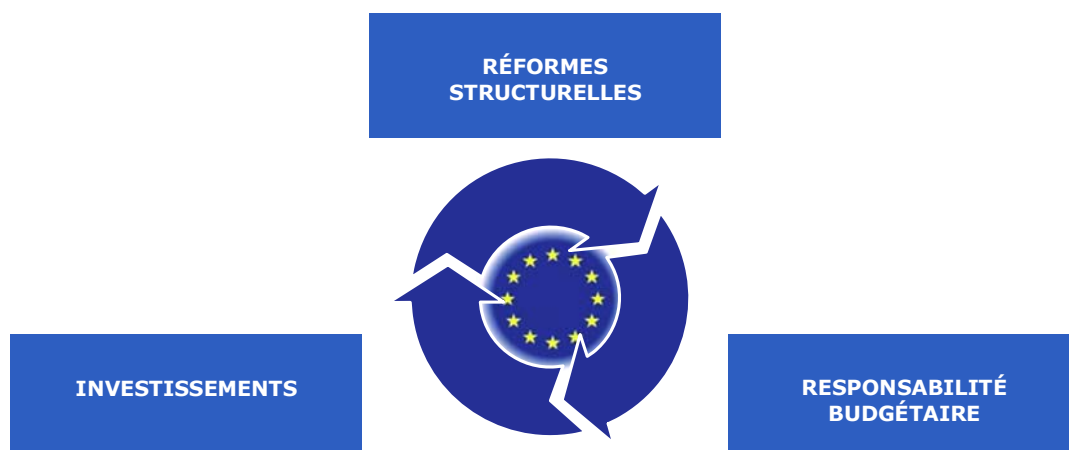 RÉFORMES
STRUCTURELLES
INVESTISSEMENTS
RESPONSABILITÉ
BUDGÉTAIRE